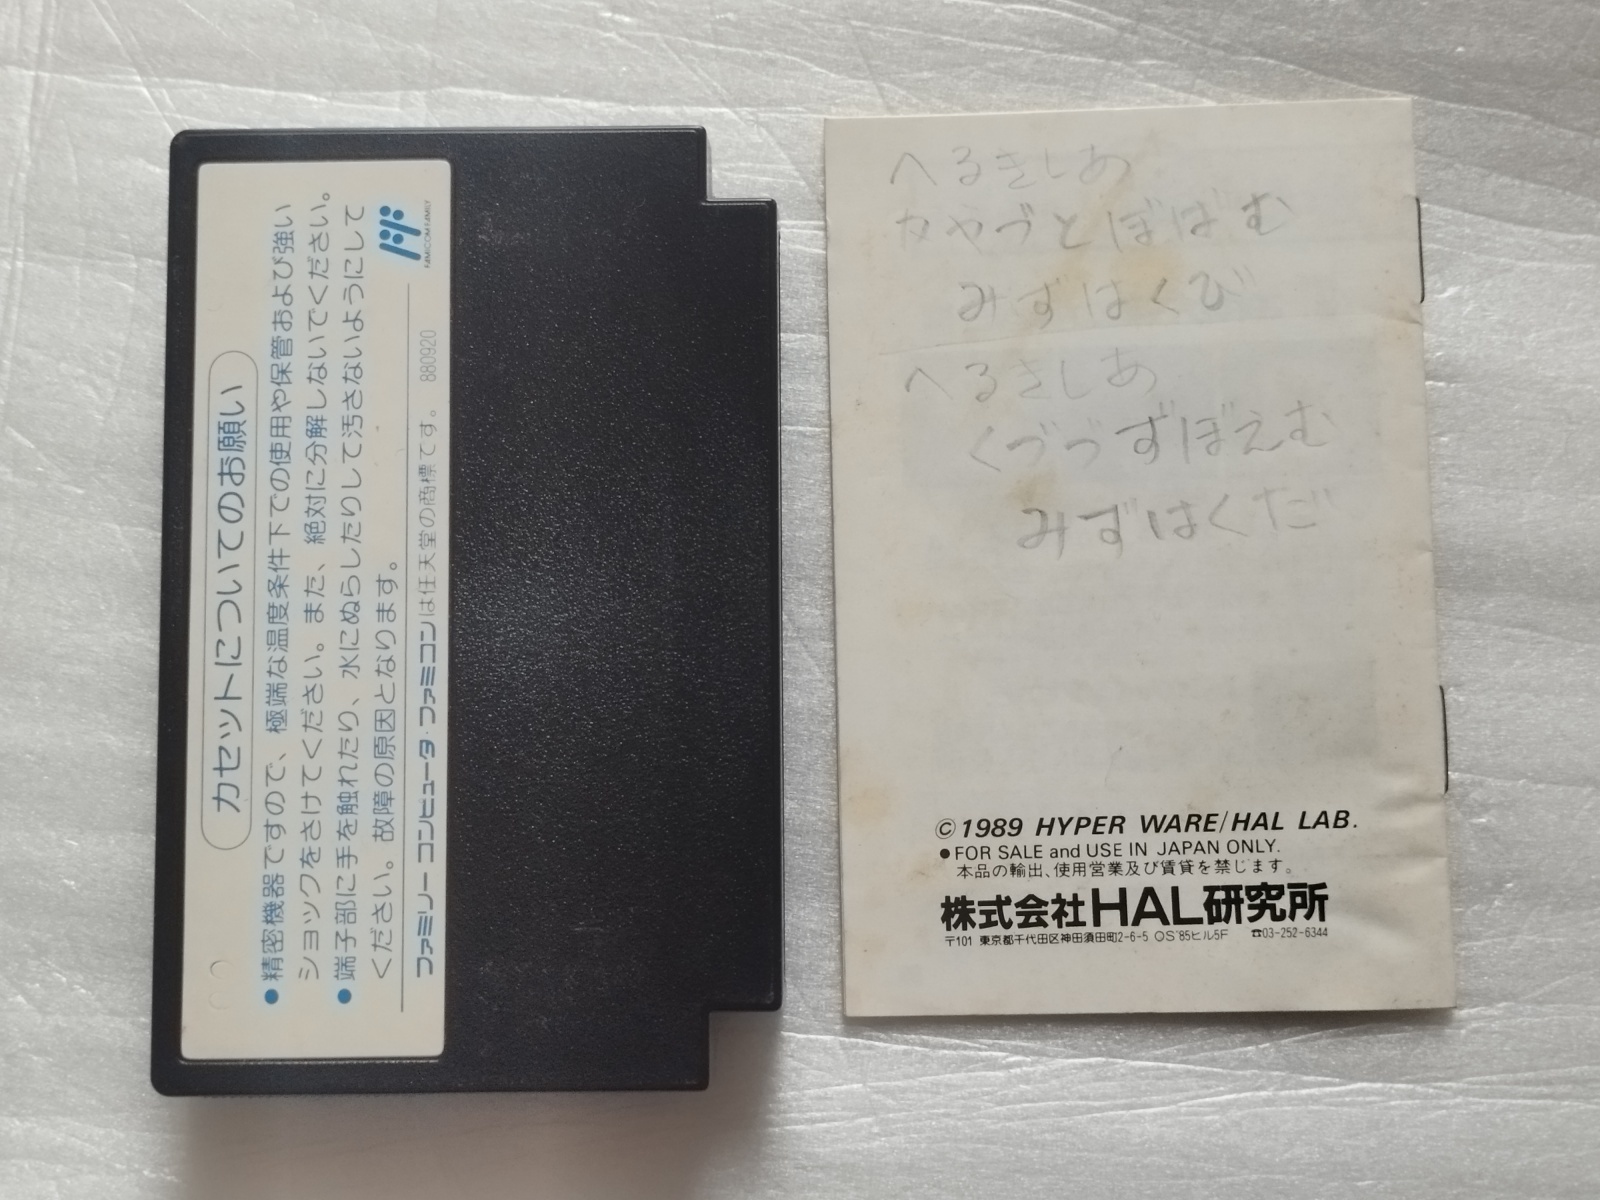 カセットについてのお願い
●精密機器ですので、極端な温度条件下での使用や保管および強い
ショックをさけてください。また、絶対に分解しないでください。
●端子部に手を触れたり、水にぬらしたりして汚さないようにして
ください。故障の原因となります。
ファミリーコンピュータ・ファミコンは任天堂の商標です。 880920
FAMICOM FAMILY
へるきしあ
かやづとぼばむ
みずはくび
へるきしあ
くづづずぼえむ
みずはくだ
©1989 HYPER WARE/HAL LAB.
●FOR SALE and USE IN JAPAN ONLY.
本品の輸出、使用営業及び賃貸を禁じます。
株式会社HAL研究所
〒101 東京都千代田区神田須田町2-6-5 OS'85ビル5F ☎03-252-6344